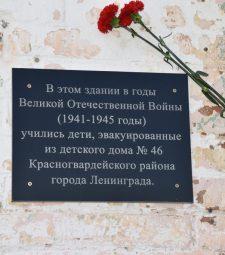 В этом здании в годы
Великой Отечественной Войны
(1941-1945 годы)
учились дети, эвакуированные
из детского дома № 46
Красногвардейского района
города Ленинграда.